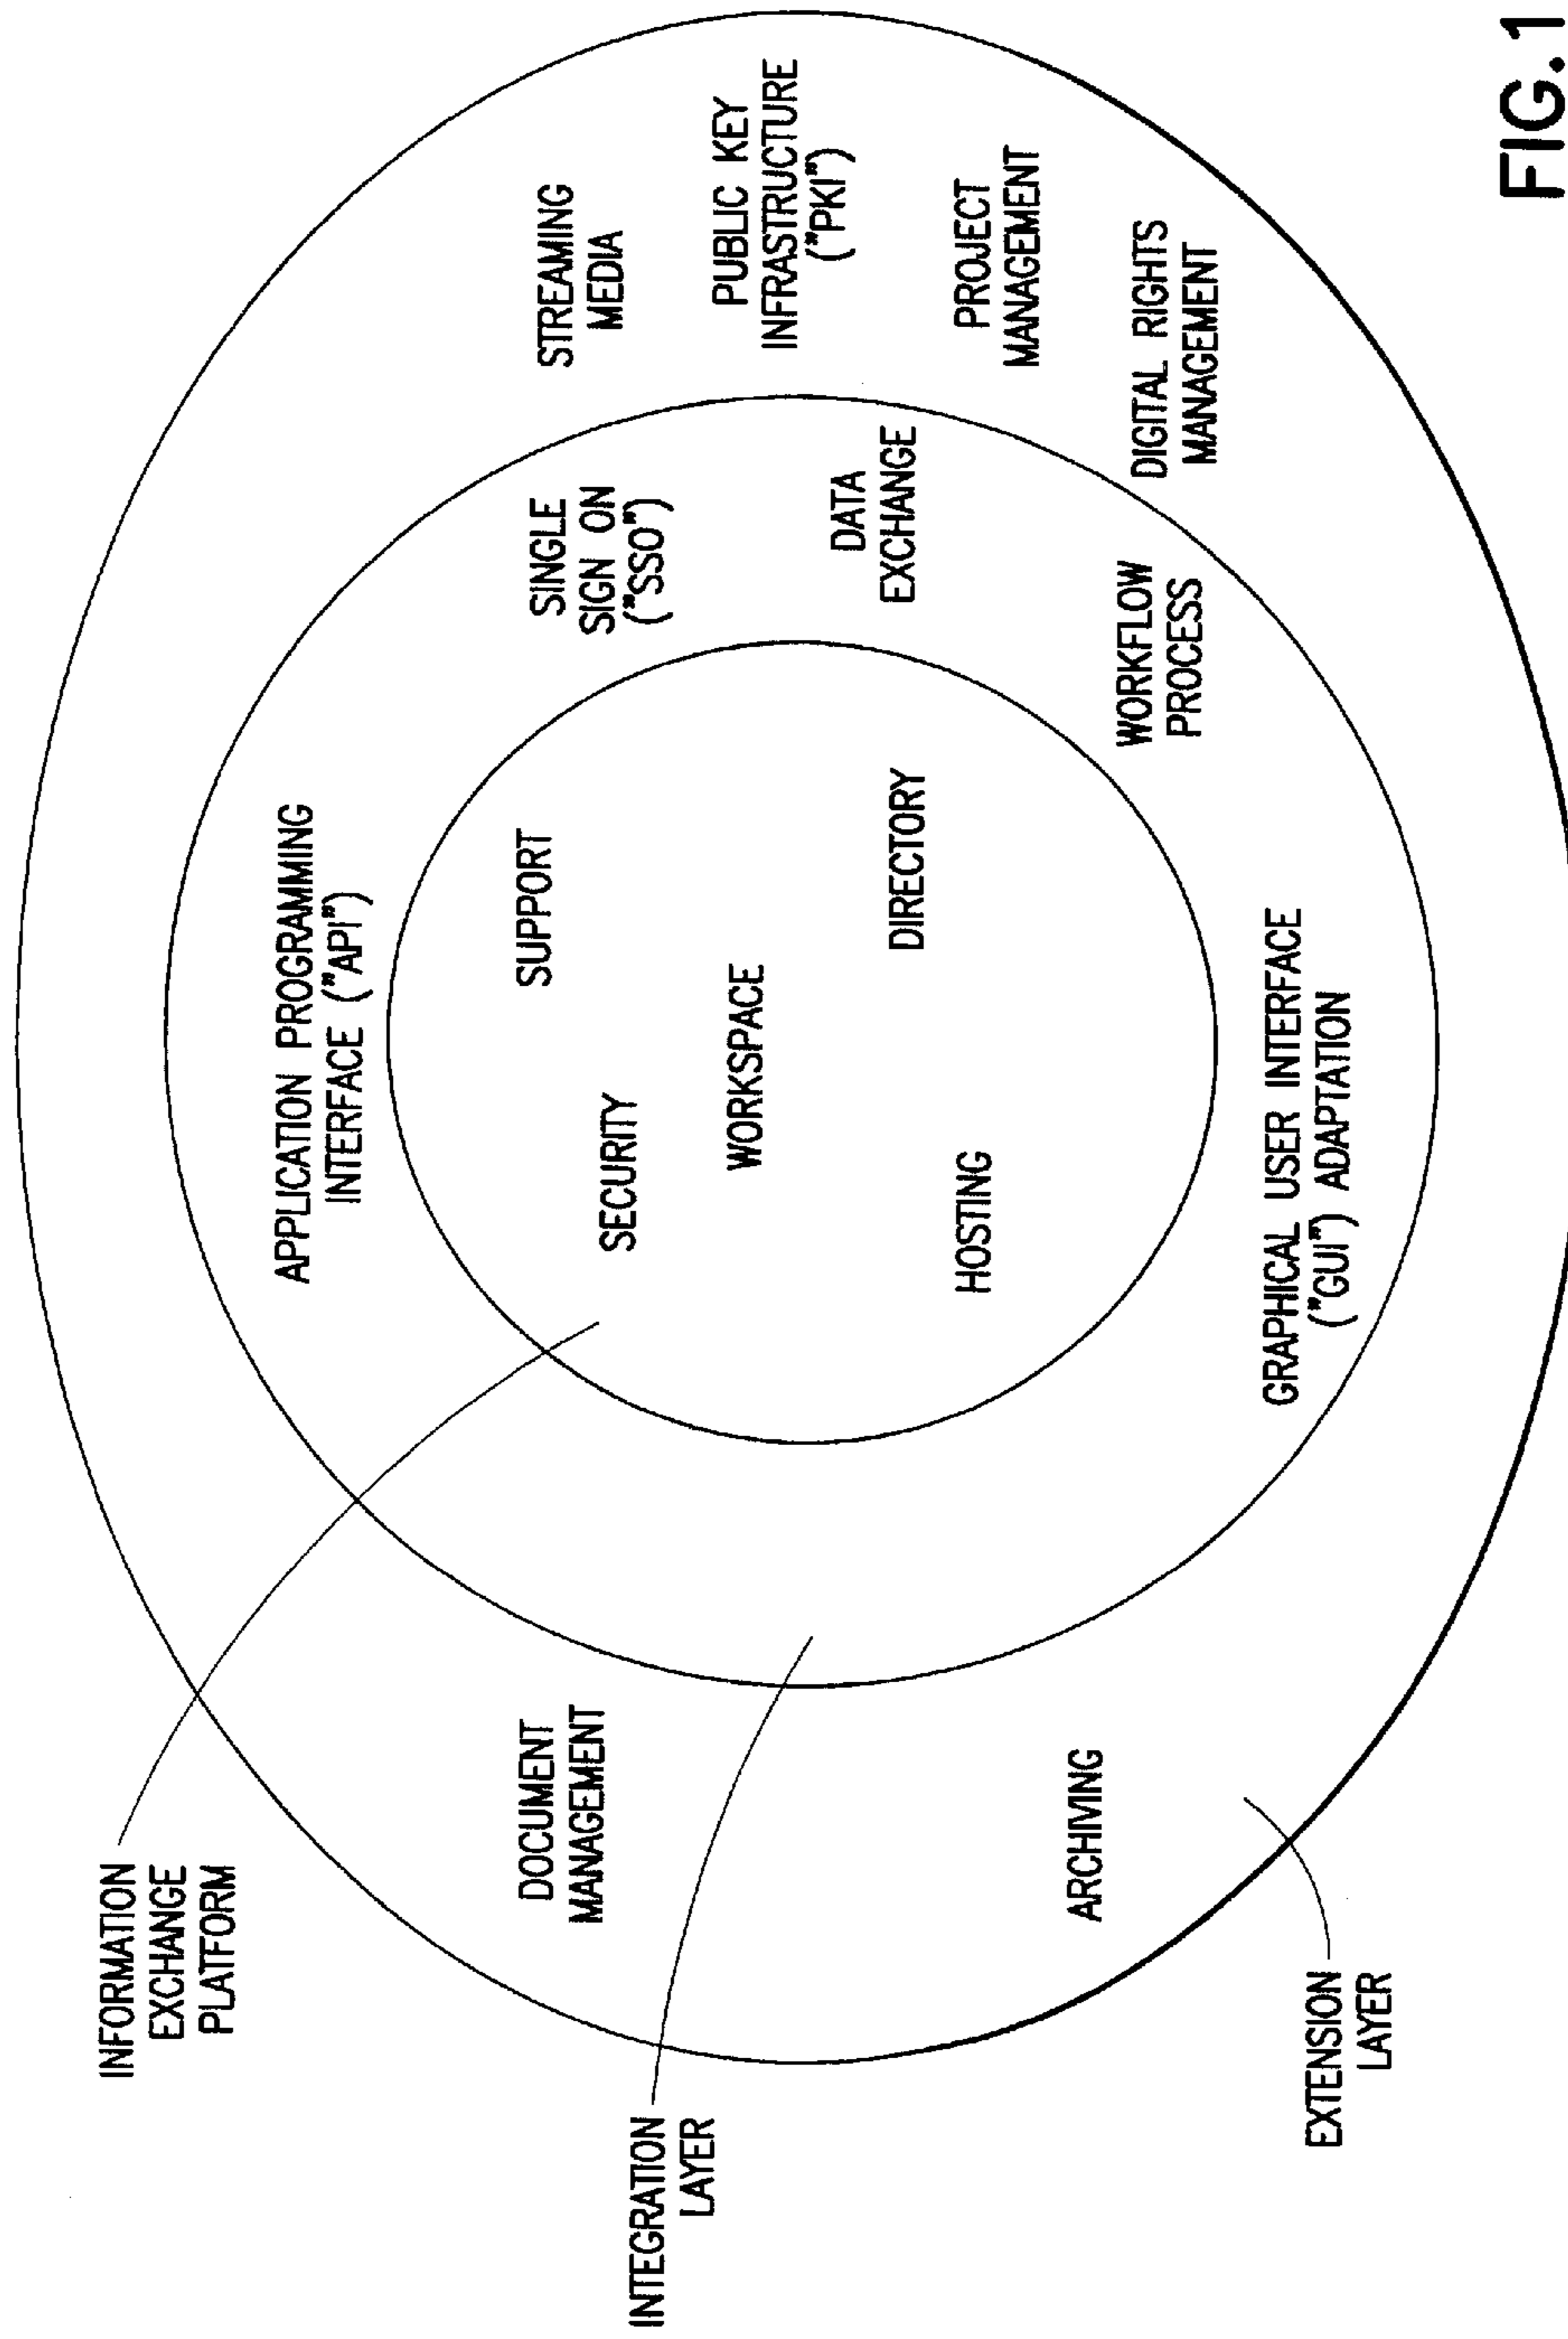 INFORMATION
EXCHANGE
PLATFORM
INTEGRATION
LAYER
EXTENSION
LAYER
DOCUMENT
MANAGEMENT
ARCHIVING
APPLICATION PROGRAMMING
INTERFACE ("API")
SECURITY
SUPPORT
WORKSPACE
HOSTING
DIRECTORY
GRAPHICAL USER INTERFACE
("GUI") ADAPTATION
SINGLE
SIGN ON
("SSO")
DATA
EXCHANGE
WORKFLOW
PROCESS
STREAMING
MEDIA
PUBLIC KEY
INFRASTRUCTURE
("PKI")
PROJECT
MANAGEMENT
DIGITAL RIGHTS
MANAGEMENT
FIG.1